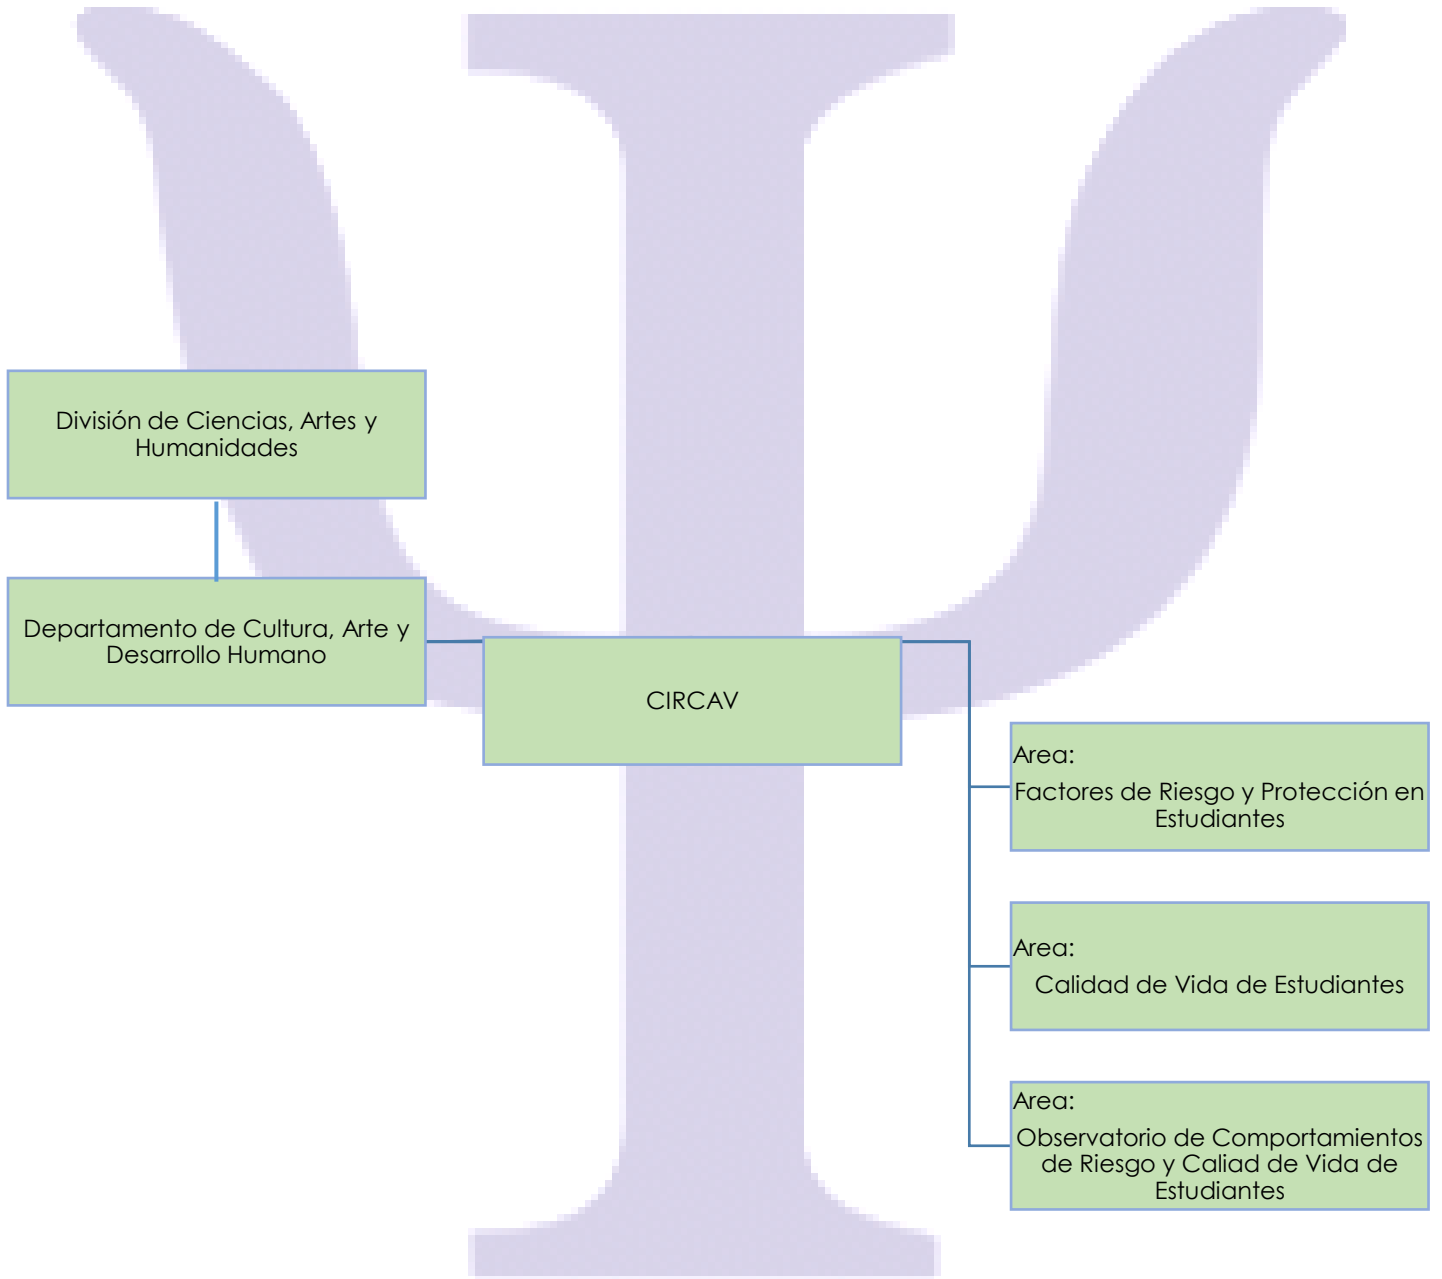 División de Ciencias, Artes y
Humanidades
Departamento de Cultura, Arte y
Desarrollo Humano
CIRCAV
Area:
Factores de Riesgo y Protección en
Estudiantes
Area:
Calidad de Vida de Estudiantes
Area:
Observatorio de Comportamientos
de Riesgo y Caliad de Vida de
Estudiantes